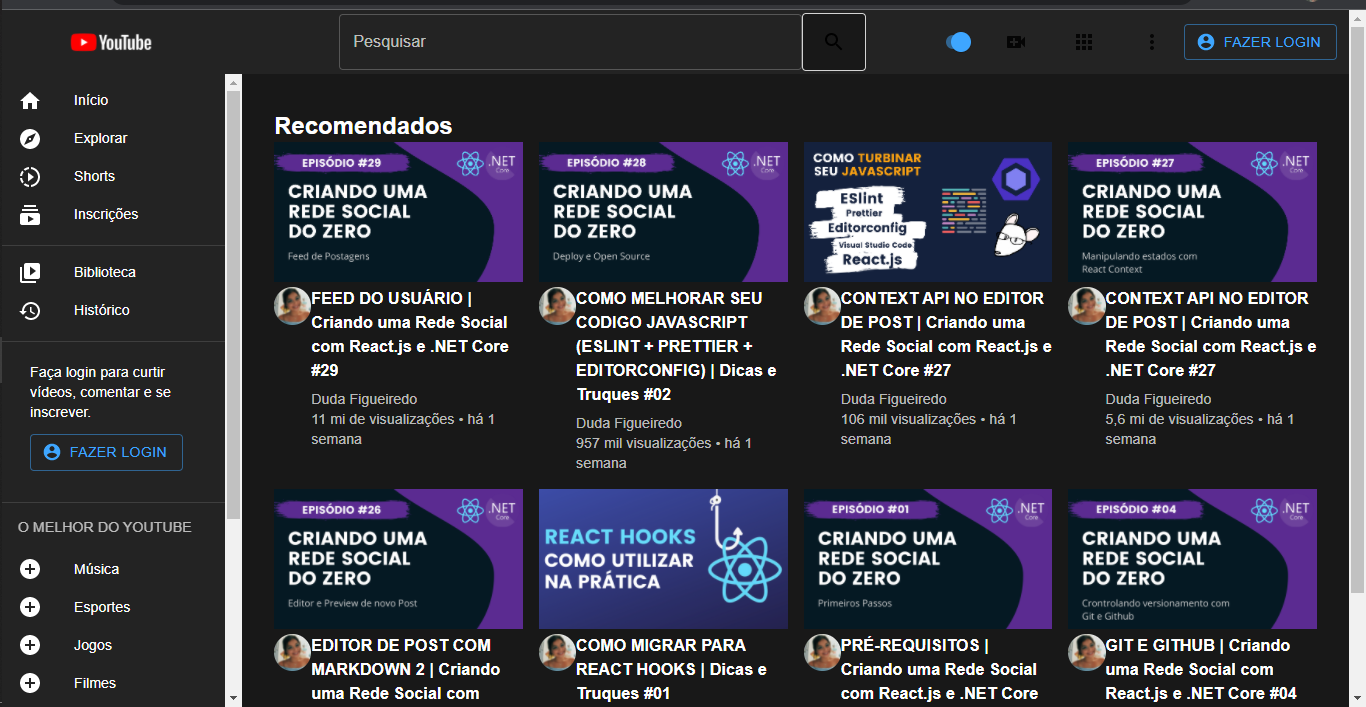 YouTube
Pesquisar
FAZER LOGIN
Início
Explorar
Shorts
Inscrições
Biblioteca
Histórico
Faça login para curtir
vídeos, comentar e se
inscrever.
FAZER LOGIN
O MELHOR DO YOUTUBE
Música
Esportes
Jogos
Filmes
Recomendados
EPISÓDIO #29
.NET
Core
CRIANDO UMA
REDE SOCIAL
DO ZERO
Feed de Postagens
FEED DO USUÁRIO |
Criando uma Rede Social
com React.js e .NET Core
#29
Duda Figueiredo
11 mi de visualizações • há 1
semana
EPISÓDIO #28
.NET
Core
CRIANDO UMA
REDE SOCIAL
DO ZERO
Deploy e Open Source
COMO MELHORAR SEU
CODIGO JAVASCRIPT
(ESLINT + PRETTIER +
EDITORCONFIG) | Dicas e
Truques #02
Duda Figueiredo
957 mil visualizações • há 1
semana
COMO TURBINAR
SEU JAVASCRIPT
ESlint
Prettier
Editorconfig
Visual Studio Code
React.js
CONTEXT API NO EDITOR
DE POST | Criando uma
Rede Social com React.js e
.NET Core #27
Duda Figueiredo
106 mil visualizações • há 1
semana
EPISÓDIO #27
.NET
Core
CRIANDO UMA
REDE SOCIAL
DO ZERO
Manipulando estados com
React Context
CONTEXT API NO EDITOR
DE POST | Criando uma
Rede Social com React.js e
.NET Core #27
Duda Figueiredo
5,6 mi de visualizações • há 1
semana
EPISÓDIO #26
.NET
Core
CRIANDO UMA
REDE SOCIAL
DO ZERO
Editor e Preview de novo Post
EDITOR DE POST COM
MARKDOWN 2 | Criando
uma Rede Social com
REACT HOOKS
COMO UTILIZAR
NA PRÁTICA
COMO MIGRAR PARA
REACT HOOKS | Dicas e
Truques #01
EPISÓDIO #01
.NET
Core
CRIANDO UMA
REDE SOCIAL
DO ZERO
Primeiros Passos
PRÉ-REQUISITOS |
Criando uma Rede Social
com React.js e .NET Core
EPISÓDIO #04
.NET
Core
CRIANDO UMA
REDE SOCIAL
DO ZERO
Crontrolando versionamento com
Git e Github
GIT E GITHUB | Criando
uma Rede Social com
React.js e .NET Core #04